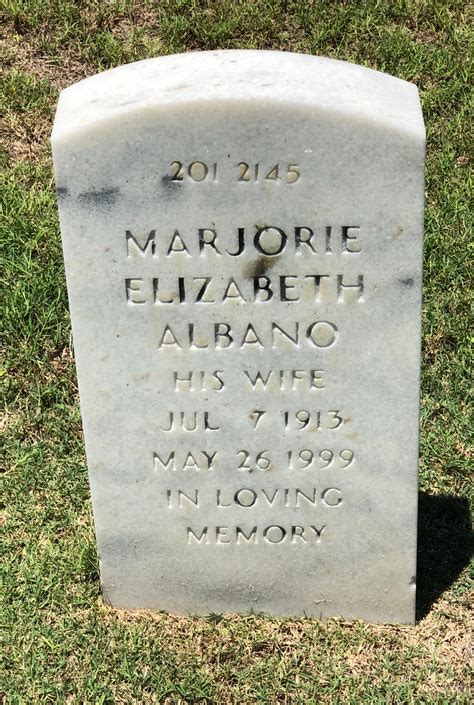 201 2145
MARJORIE
ELIZABETH
ALBANO
HIS WIFE
JUL 7 1913
MAY 26 1999
IN LOVING
MEMORY